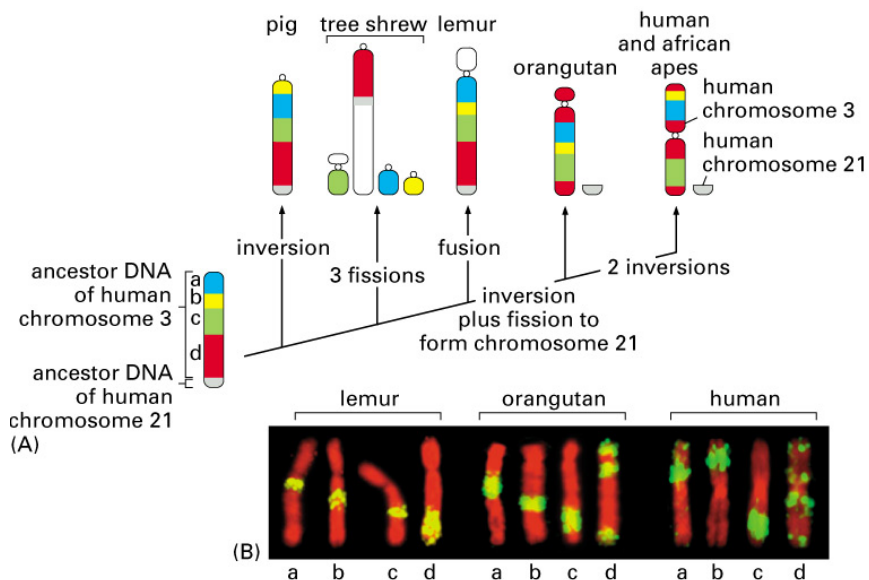 pig
tree shrew
lemur
orangutan
human
and african
apes
human
chromosome 3
human
chromosome 21
inversion
3 fissions
fusion
inversion
plus fission to
form chromosome 21
2 inversions
ancestor DNA
of human
chromosome 3
a
b
c
d
ancestor DNA
of human
chromosome 21
(A)
lemur
orangutan
human
(B)
a b c d a b c d a b c d